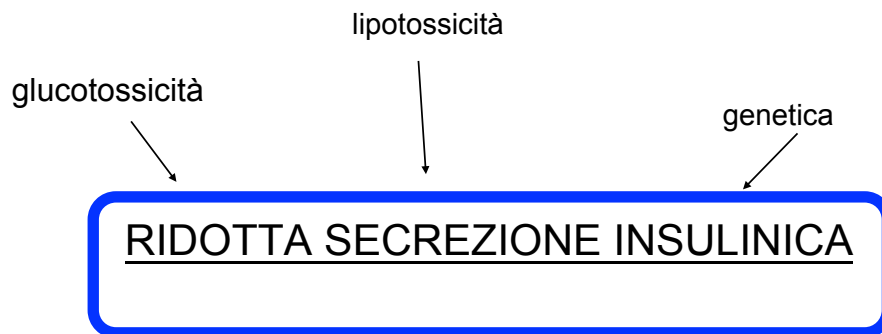 lipotossicità
glucotossicità
genetica
RIDOTTA SECREZIONE INSULINICA